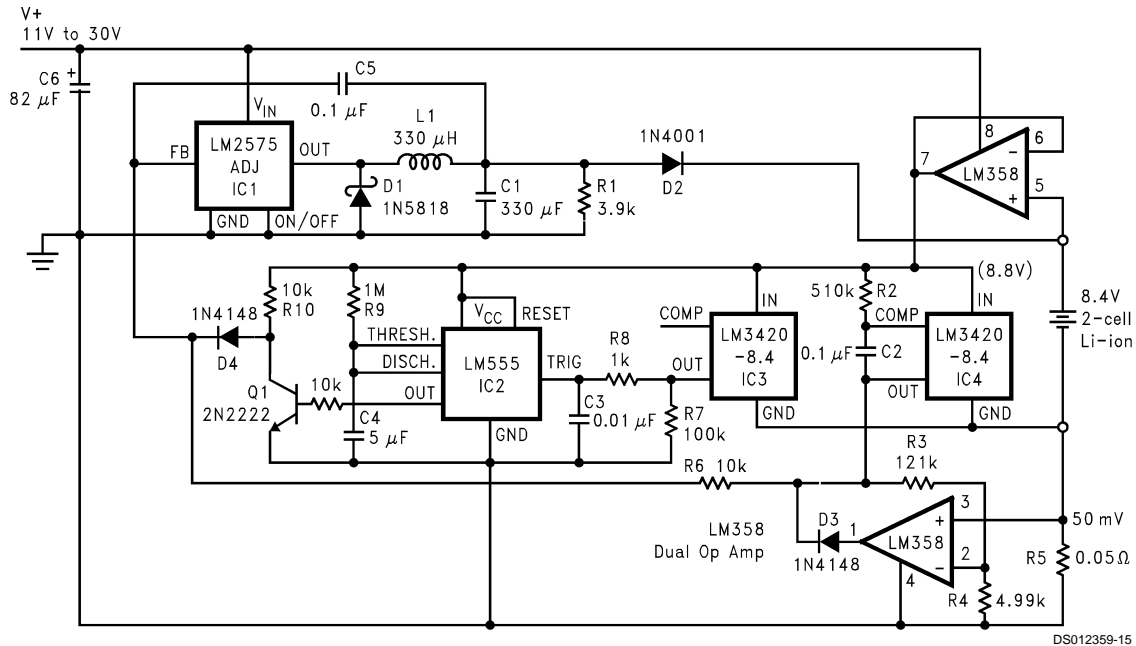 V+
11V to 30V
C6
+
82 μF
C5
0.1 μF
VIN
LM2575
ADJ
IC1
FB
OUT
GND
ON/OFF
L1
330 μH
D1
1N5818
C1
330 μF
R1
3.9k
1N4001
D2
8
6
7
LM358
5
−
+
(8.8V)
8.4V
2-cell
Li-ion
10k
R10
1M
R9
1N4148
D4
VCC
RESET
THRESH.
DISCH.
LM555
IC2
TRIG
OUT
GND
Q1
2N2222
10k
C4
5 μF
R8
1k
C3
0.01 μF
R7
100k
COMP
IN
LM3420
-8.4
IC3
OUT
GND
510k
R2
0.1 μF
C2
COMP
IN
LM3420
-8.4
IC4
OUT
GND
R6 10k
R3
121k
LM358
Dual Op Amp
D3
1N4148
1
LM358
3
+
2
−
4
50 mV
R5
0.05Ω
R4
4.99k
DS012359-15